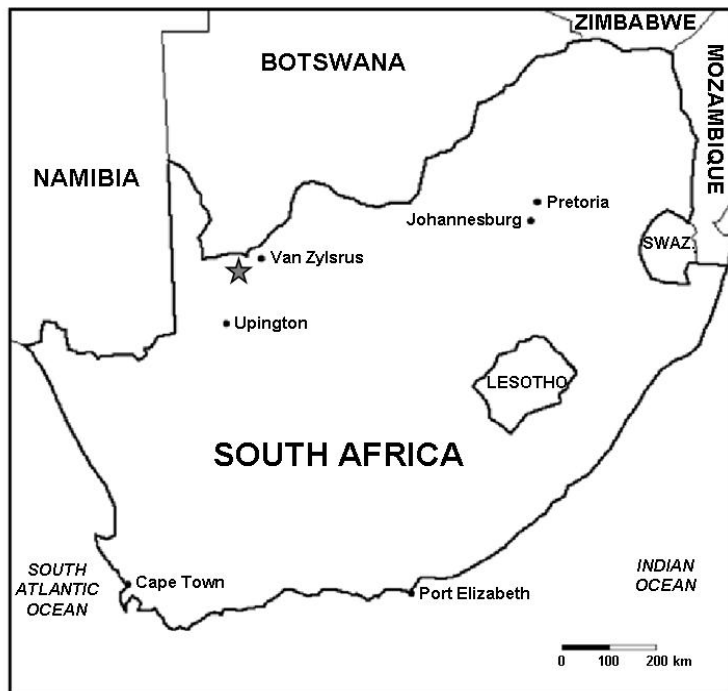 ZIMBABWE
BOTSWANA
MOZAMBIQUE
NAMIBIA
Pretoria
Johannesburg
SWAZ.
Van Zylsrus
Upington
LESOTHO
SOUTH AFRICA
SOUTH
ATLANTIC
OCEAN
Cape Town
Port Elizabeth
INDIAN
OCEAN
0 100 200 km